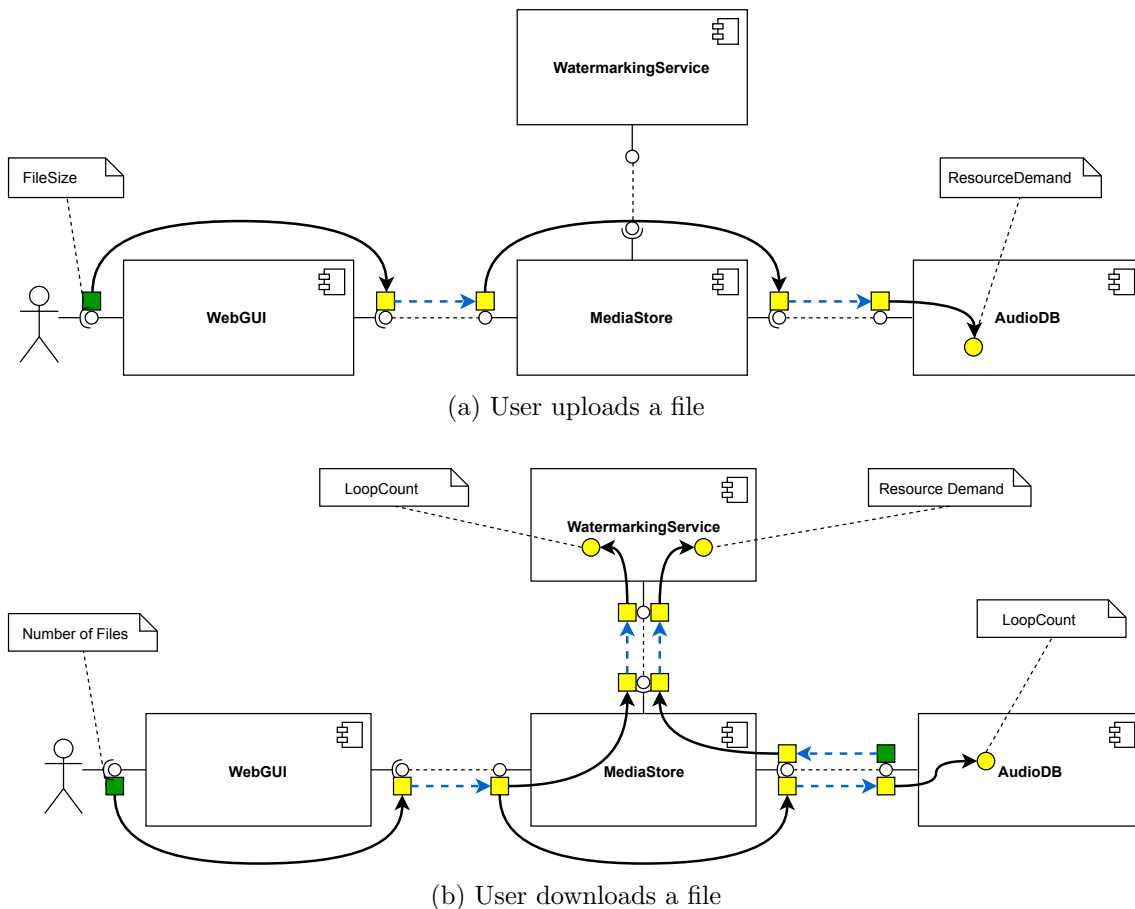 WatermarkingService
FileSize
ResourceDemand
WebGUI
MediaStore
AudioDB
(a) User uploads a file
LoopCount
Resource Demand
WatermarkingService
Number of Files
LoopCount
WebGUI
MediaStore
AudioDB
(b) User downloads a file